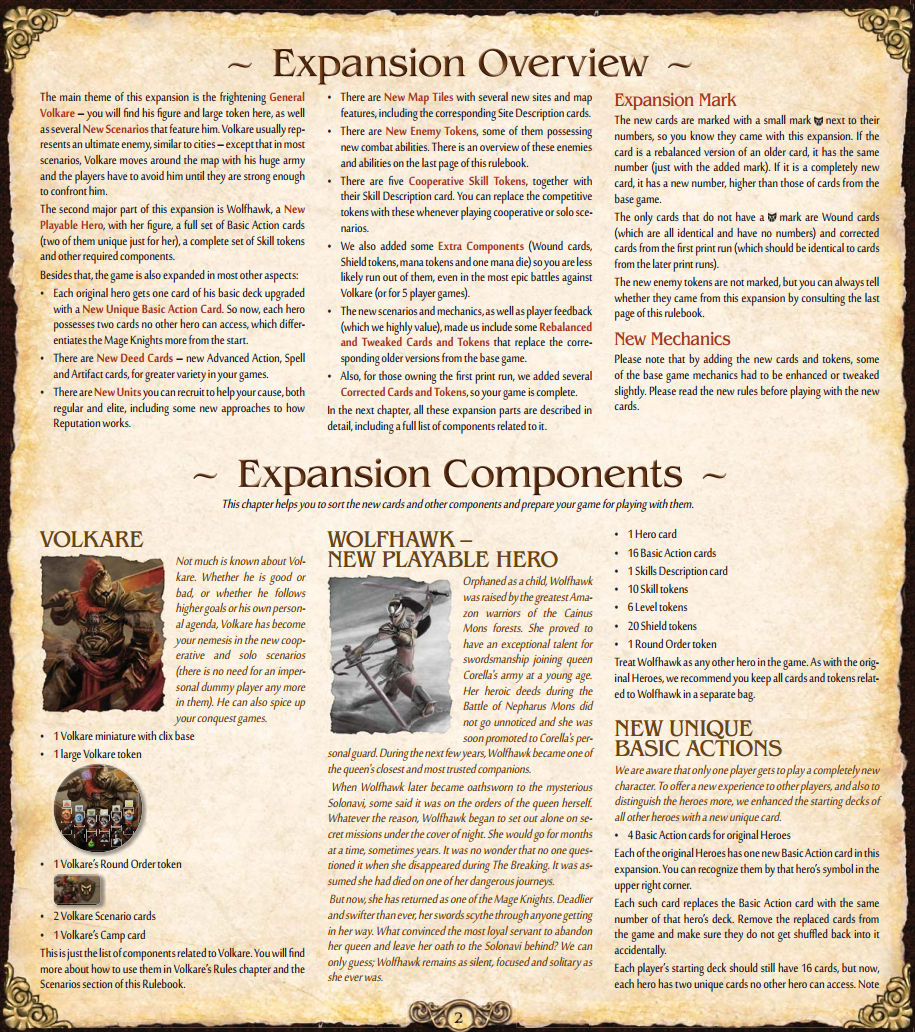 ~ Expansion Overview ~
The main theme of this expansion is the frightening General
Volkare – you will find his figure and large token here, as well
as several New Scenarios that feature him. Volkare usually rep-
resents an ultimate enemy, similar to cities – except that in most
scenarios, Volkare moves around the map with his huge army
and the players have to avoid him until they are strong enough
to confront him.
The second major part of this expansion is Wolfhawk, a New
Playable Hero, with her figure, a full set of Basic Action cards
(two of them unique just for her), a complete set of Skill tokens
and other required components.
Besides that, the game is also expanded in most other aspects:
• Each original hero gets one card of his basic deck upgraded
with a New Unique Basic Action Card. So now, each hero
possesses two cards no other hero can access, which differ-
entiates the Mage Knights more from the start.
• There are New Deed Cards – new Advanced Action, Spell
and Artifact cards, for greater variety in your games.
• There are New Units you can recruit to help your cause, both
regular and elite, including some new approaches to how
Reputation works.
• There are New Map Tiles with several new sites and map
features, including the corresponding Site Description cards.
• There are New Enemy Tokens, some of them possessing
new combat abilities. There is an overview of these enemies
and abilities on the last page of this rulebook.
• There are five Cooperative Skill Tokens, together with
their Skill Description card. You can replace the competitive
tokens with these whenever playing cooperative or solo sce-
narios.
• We also added some Extra Components (Wound cards,
Shield tokens, mana tokens and one mana die) so you are less
likely run out of them, even in the most epic battles against
Volkare (or for 5 player games).
• The new scenarios and mechanics, as well as player feedback
(which we highly value), made us include some Rebalanced
and Tweaked Cards and Tokens that replace the corre-
sponding older versions from the base game.
• Also, for those owning the first print run, we added several
Corrected Cards and Tokens, so your game is complete.
In the next chapter, all these expansion parts are described in
detail, including a full list of components related to it.
Expansion Mark
The new cards are marked with a small mark next to their
numbers, so you know they came with this expansion. If the
card is a rebalanced version of an older card, it has the same
number (just with the added mark). If it is a completely new
card, it has a new number, higher than those of cards from the
base game.
The only cards that do not have a mark are Wound cards
(which are all identical and have no numbers) and corrected
cards from the first print run (which should be identical to cards
from the later print runs).
The new enemy tokens are not marked, but you can always tell
whether they came from this expansion by consulting the last
page of this rulebook.
New Mechanics
Please note that by adding the new cards and tokens, some
of the base game mechanics had to be enhanced or tweaked
slightly. Please read the new rules before playing with the new
cards.
~ Expansion Components ~
This chapter helps you to sort the new cards and other components and prepare your game for playing with them.
VOLKARE
Not much is known about Vol-
kare. Whether he is good or
bad, or whether he follows
higher goals or his own person-
al agenda, Volkare has become
your nemesis in the new coop-
erative and solo scenarios
(there is no need for an imper-
sonal dummy player any more
in them). He can also spice up
your conquest games.
• 1 Volkare miniature with clix base
• 1 large Volkare token
• 1 Volkare's Round Order token
• 2 Volkare Scenario cards
• 1 Volkare's Camp card
This is just the list of components related to Volkare. You will find
more about how to use them in Volkare's Rules chapter and the
Scenarios section of this Rulebook.
WOLFHAWK –
NEW PLAYABLE HERO
Orphaned as a child, Wolfhawk
was raised by the greatest Ama-
zon warriors of the Cainus
Mons forests. She proved to
have an exceptional talent for
swordsmanship joining queen
Corella's army at a young age.
Her heroic deeds during the
Battle of Nepharus Mons did
not go unnoticed and she was
soon promoted to Corella's per-
sonal guard. During the next few years, Wolfhawk became one of
the queen's closest and most trusted companions.
When Wolfhawk later became oathsworn to the mysterious
Solonavi, some said it was on the orders of the queen herself.
Whatever the reason, Wolfhawk began to set out alone on se-
cret missions under the cover of night. She would go for months
at a time, sometimes years. It was no wonder that no one ques-
tioned it when she disappeared during The Breaking. It was as-
sumed she had died on one of her dangerous journeys.
But now, she has returned as one of the Mage Knights. Deadlier
and swifter than ever, her swords scythe through anyone getting
in her way. What convinced the most loyal servant to abandon
her queen and leave her oath to the Solonavi behind? We can
only guess; Wolfhawk remains as silent, focused and solitary as
she ever was.
• 1 Hero card
• 16 Basic Action cards
• 1 Skills Description card
• 10 Skill tokens
• 6 Level tokens
• 20 Shield tokens
• 1 Round Order token
Treat Wolfhawk as any other hero in the game. As with the orig-
inal Heroes, we recommend you keep all cards and tokens relat-
ed to Wolfhawk in a separate bag.
NEW UNIQUE
BASIC ACTIONS
We are aware that only one player gets to play a completely new
character. To offer a new experience to other players, and also to
distinguish the heroes more, we enhanced the starting decks of
all other heroes with a new unique card.
• 4 Basic Action cards for original Heroes
Each of the original Heroes has one new Basic Action card in this
expansion. You can recognize them by that hero's symbol in the
upper right corner.
Each such card replaces the Basic Action card with the same
number of that hero's deck. Remove the replaced cards from
the game and make sure they do not get shuffled back into it
accidentally.
Each player's starting deck should still have 16 cards, but now,
each hero has two unique cards no other hero can access. Note
2